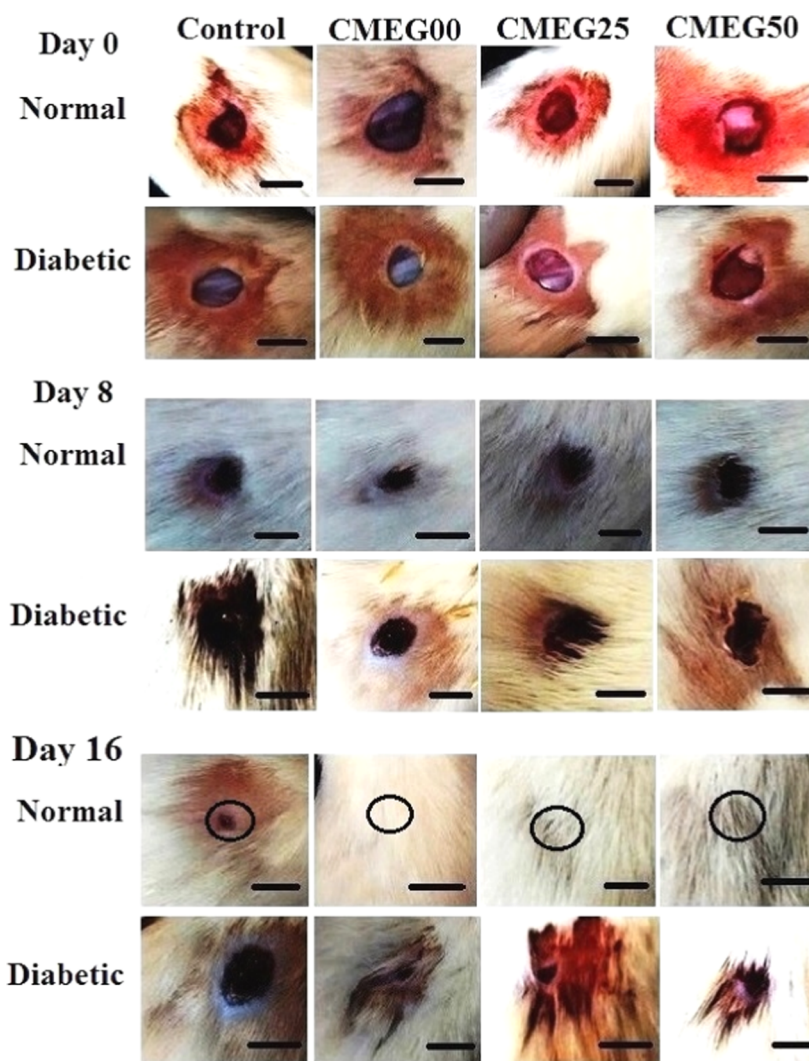 Control CMEG00 CMEG25 CMEG50
Day 0
Normal
Diabetic
Day 8
Normal
Diabetic
Day 16
Normal
Diabetic